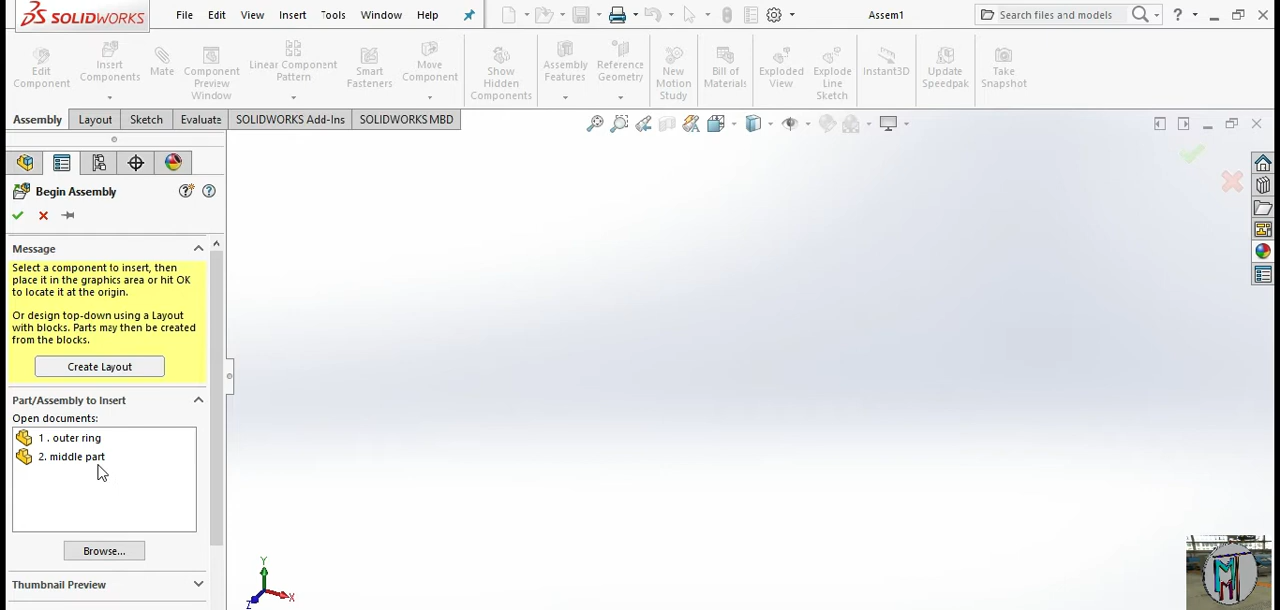 SOLIDWORKS
File Edit View Insert Tools Window Help
Assem1
Search files and models
?
Edit Component
Insert Components
Mate
Component Preview Window
Linear Component Pattern
Smart Fasteners
Move Component
Show Hidden Components
Assembly Features
Reference Geometry
New Motion Study
Bill of Materials
Exploded View
Explode Line Sketch
Instant3D
Update Speedpak
Take Snapshot
Assembly Layout Sketch Evaluate SOLIDWORKS Add-Ins SOLIDWORKS MBD
Begin Assembly
Message
Select a component to insert, then
place it in the graphics area or hit OK
to locate it at the origin.
Or design top-down using a Layout
with blocks. Parts may then be created
from the blocks.
Create Layout
Part/Assembly to Insert
Open documents:
1 . outer ring
2. middle part
Browse...
Thumbnail Preview
Y
X
Z